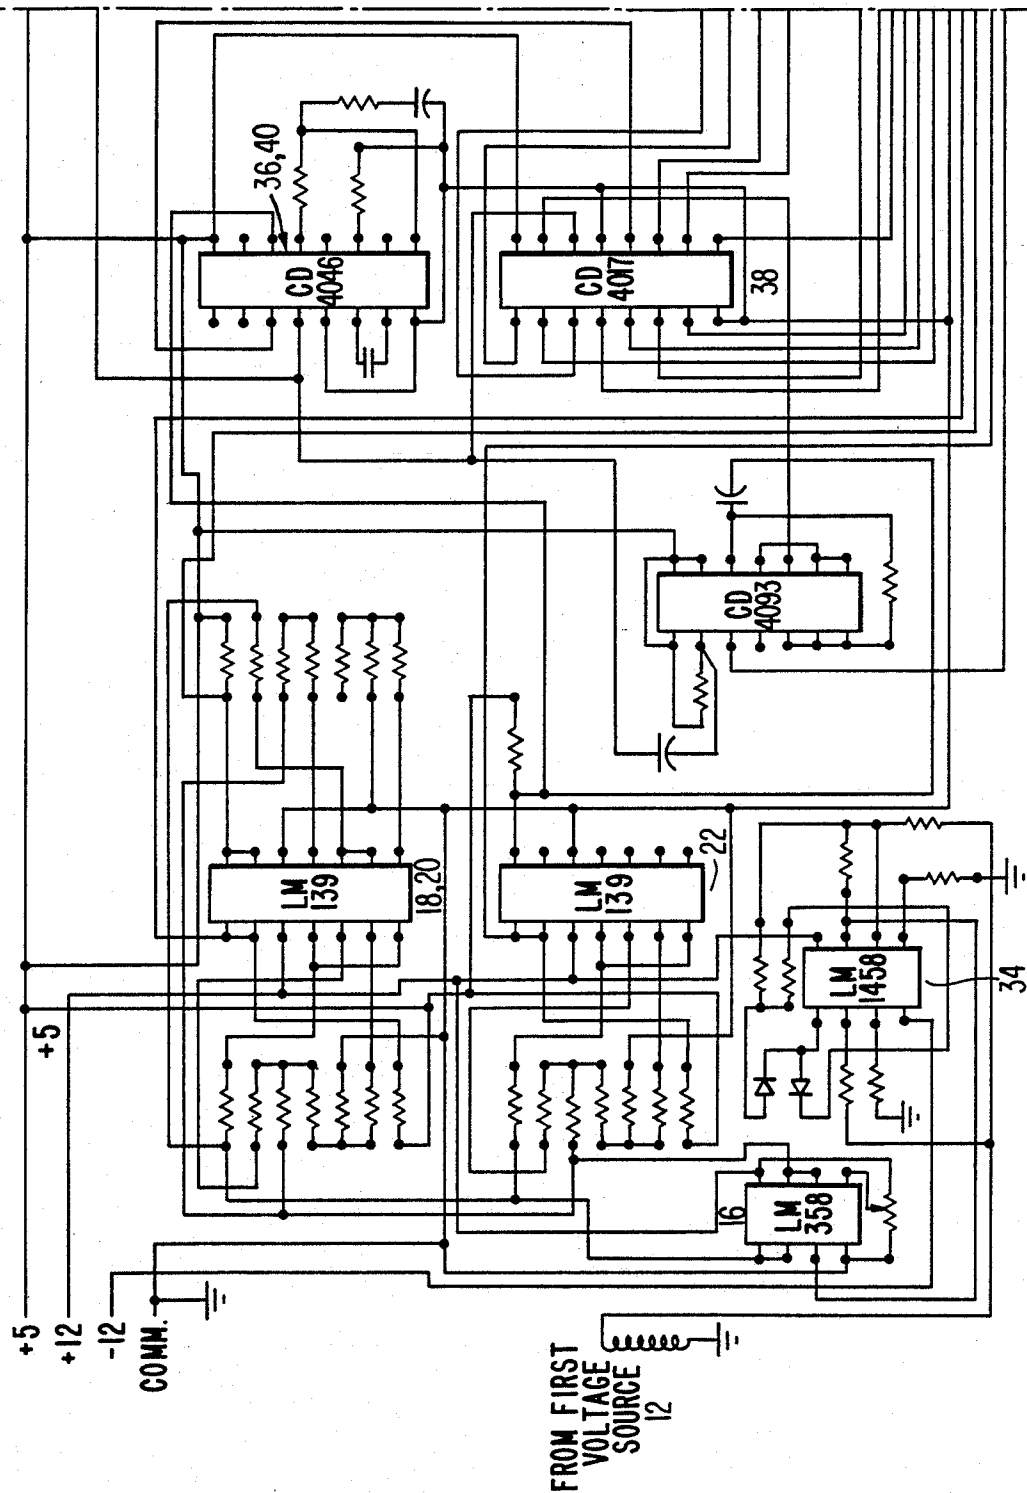 +5
+12
-12
COMM.
+5
FROM FIRST
VOLTAGE
SOURCE
12
LM
139
18,20
LM
139
22
16
LM
358
LM
1458
34
CD
4093
CD
4046
36,40
CD
4017
38